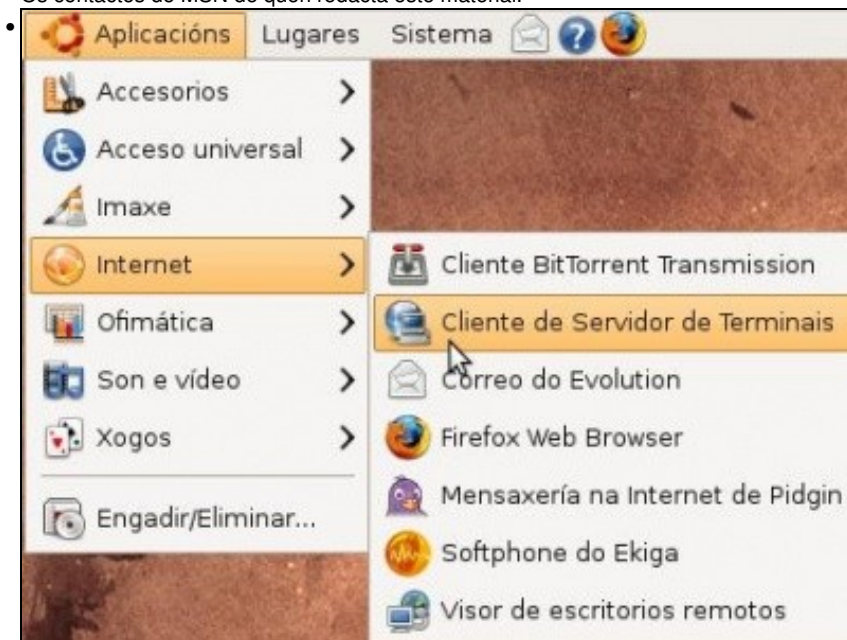 Os contactos do MSN de quen redacta este material.
Aplicacións Lugares Sistema
Accesorios
Acceso universal
Imaxe
Internet
Ofimática
Son e vídeo
Xogos
Engadir/Eliminar...
Cliente BitTorrent Transmission
Cliente de Servidor de Terminais
Correo do Evolution
Firefox Web Browser
Mensaxería na Internet de Pidgin
Softphone do Ekiga
Visor de escritorios remotos